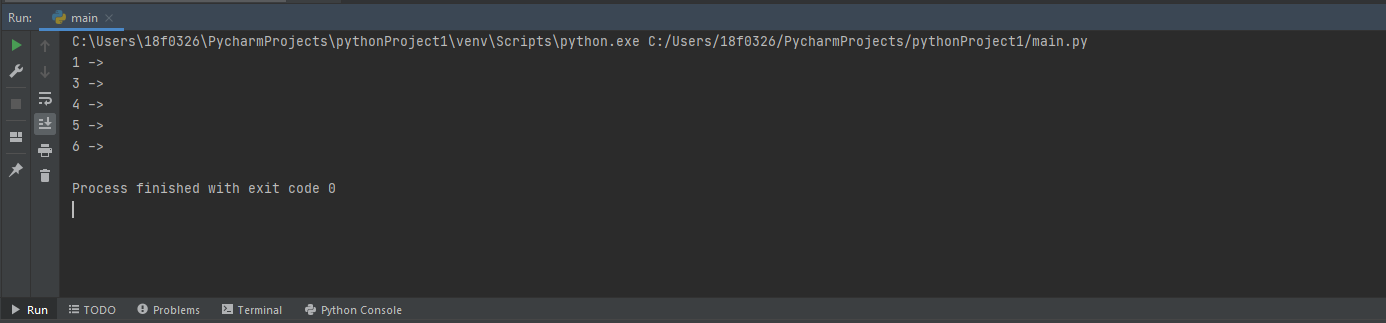 Run: main
C:\Users\18f0326\PycharmProjects\pythonProject1\venv\Scripts\python.exe C:/Users/18f0326/PycharmProjects/pythonProject1/main.py
1 ->
3 ->
4 ->
5 ->
6 ->
Process finished with exit code 0
Run TODO Problems Terminal Python Console